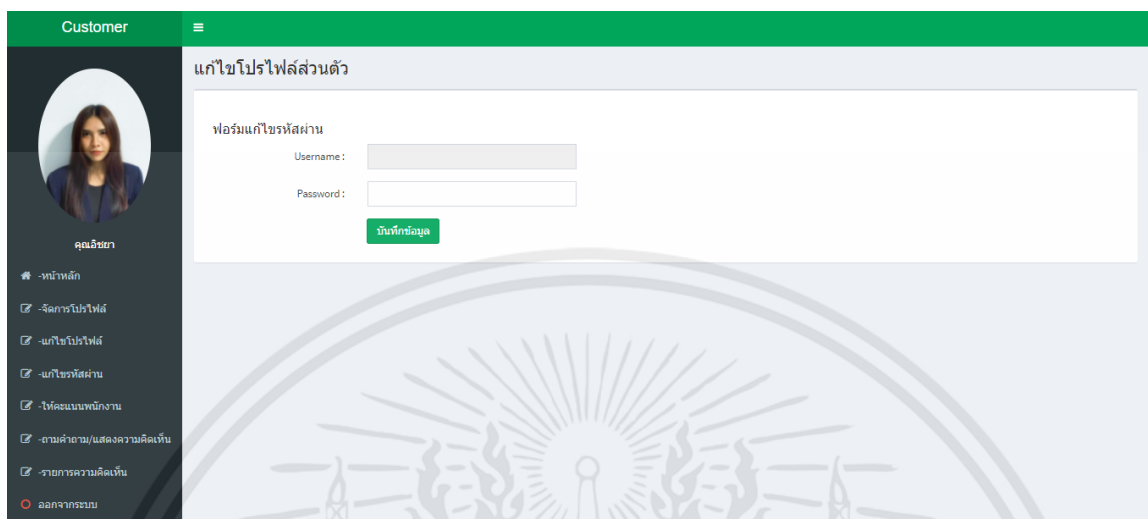 Customer
แก้ไขโปรไฟล์ส่วนตัว
ฟอร์มแก้ไขรหัสผ่าน
Username :
Password :
บันทึกข้อมูล
คุณอิชยา
-หน้าหลัก
-จัดการโปรไฟล์
-แก้ไขโปรไฟล์
-แก้ไขรหัสผ่าน
-ให้คะแนนพนักงาน
-ถามคำถาม/แสดงความคิดเห็น
-รายการความคิดเห็น
ออกจากระบบ